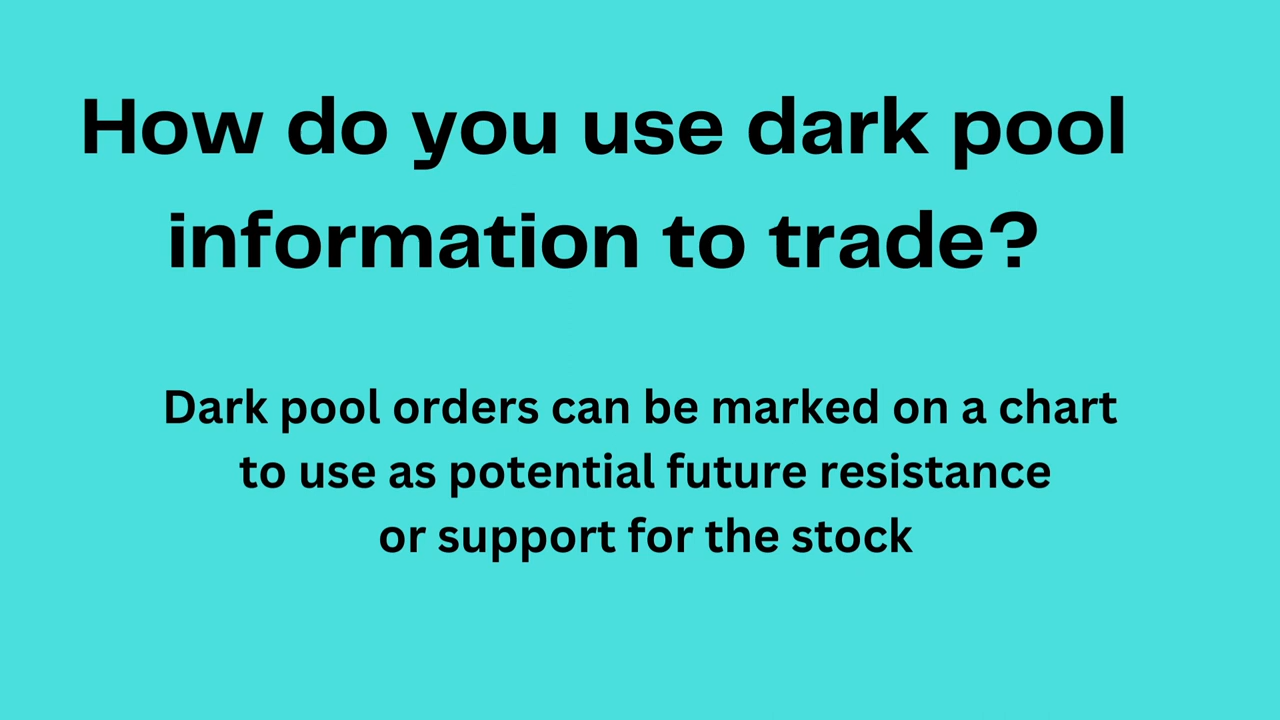 How do you use dark pool
information to trade?
Dark pool orders can be marked on a chart
to use as potential future resistance
or support for the stock